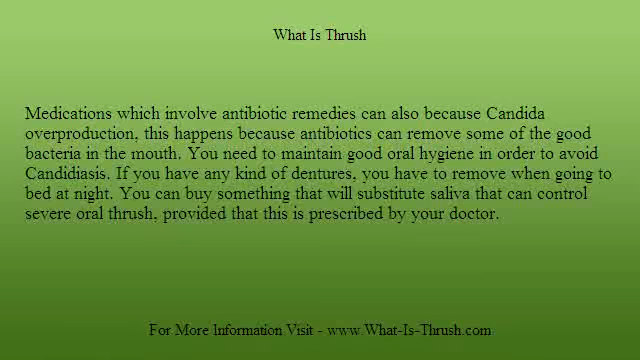 What Is Thrush
Medications which involve antibiotic remedies can also because Candida
overproduction, this happens because antibiotics can remove some of the good
bacteria in the mouth. You need to maintain good oral hygiene in order to avoid
Candidiasis. If you have any kind of dentures, you have to remove when going to
bed at night. You can buy something that will substitute saliva that can control
severe oral thrush, provided that this is prescribed by your doctor.
For More Information Visit - www.What-Is-Thrush.com